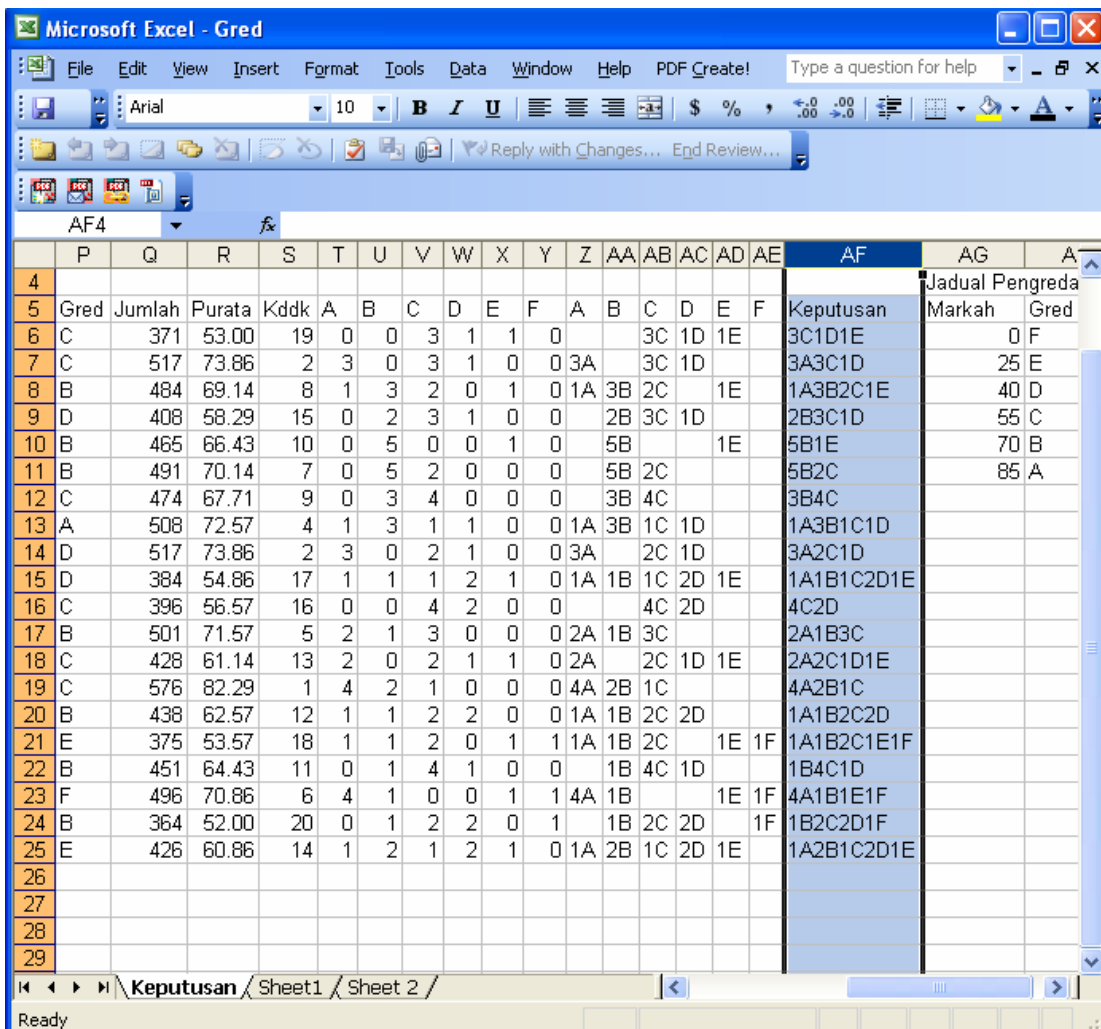 Microsoft Excel - Gred
File Edit View Insert Format Tools Data Window Help PDF Create! Type a question for help
Arial 10 B I U $ % ,
Reply with Changes... End Review...
AF4 fx
P Q R S T U V W X Y Z AA AB AC AD AE AF AG A
4 Jadual Pengreda
5 Gred Jumlah Purata Kddk A B C D E F A B C D E F Keputusan Markah Gred
6 C 371 53.00 19 0 0 3 1 1 0 3C 1D 1E 3C1D1E 0 F
7 C 517 73.86 2 3 0 3 1 0 0 3A 3C 1D 3A3C1D 25 E
8 B 484 69.14 8 1 3 2 0 1 0 1A 3B 2C 1E 1A3B2C1E 40 D
9 D 408 58.29 15 0 2 3 1 0 0 2B 3C 1D 2B3C1D 55 C
10 B 465 66.43 10 0 5 0 0 1 0 5B 1E 5B1E 70 B
11 B 491 70.14 7 0 5 2 0 0 0 5B 2C 5B2C 85 A
12 C 474 67.71 9 0 3 4 0 0 0 3B 4C 3B4C
13 A 508 72.57 4 1 3 1 1 0 0 1A 3B 1C 1D 1A3B1C1D
14 D 517 73.86 2 3 0 2 1 0 0 3A 2C 1D 3A2C1D
15 D 384 54.86 17 1 1 1 2 1 0 1A 1B 1C 2D 1E 1A1B1C2D1E
16 C 396 56.57 16 0 0 4 2 0 0 4C 2D 4C2D
17 B 501 71.57 5 2 1 3 0 0 0 2A 1B 3C 2A1B3C
18 C 428 61.14 13 2 0 2 1 1 0 2A 2C 1D 1E 2A2C1D1E
19 C 576 82.29 1 4 2 1 0 0 0 4A 2B 1C 4A2B1C
20 B 438 62.57 12 1 1 2 2 0 0 1A 1B 2C 2D 1A1B2C2D
21 E 375 53.57 18 1 1 2 0 1 1 1A 1B 2C 1E 1F 1A1B2C1E1F
22 B 451 64.43 11 0 1 4 1 0 0 1B 4C 1D 1B4C1D
23 F 496 70.86 6 4 1 0 0 1 1 4A 1B 1E 1F 4A1B1E1F
24 B 364 52.00 20 0 1 2 2 0 1 1B 2C 2D 1F 1B2C2D1F
25 E 426 60.86 14 1 2 1 2 1 0 1A 2B 1C 2D 1E 1A2B1C2D1E
26
27
28
29
Keputusan Sheet1 Sheet 2
Ready